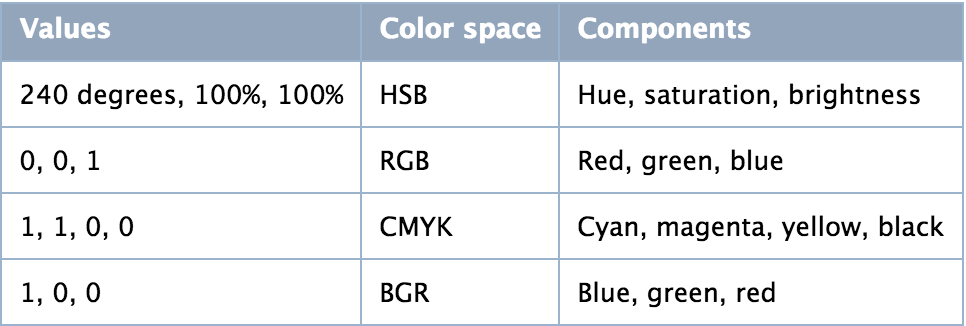 Values Color space Components
240 degrees, 100%, 100% HSB Hue, saturation, brightness
0, 0, 1 RGB Red, green, blue
1, 1, 0, 0 CMYK Cyan, magenta, yellow, black
1, 0, 0 BGR Blue, green, red